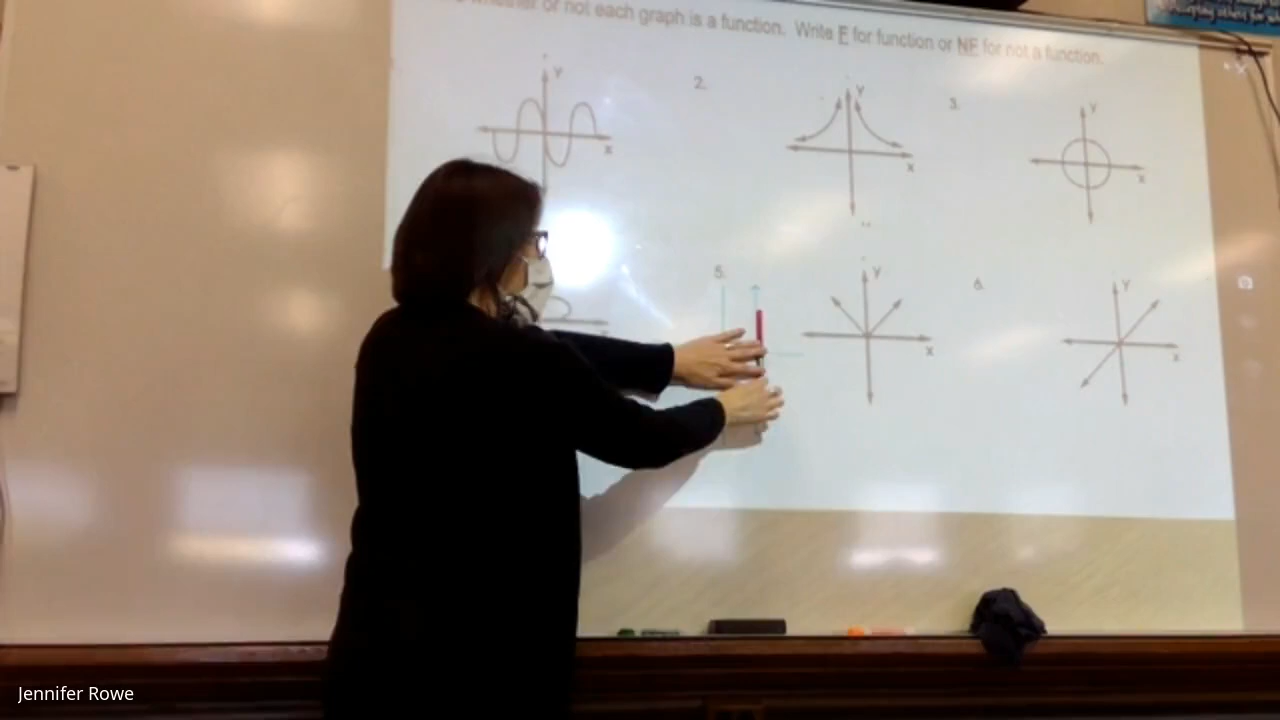 whether or not each graph is a function. Write F for function or NF for not a function.
Y
X
2.
Y
X
3.
Y
X
5.
Y
X
6.
Y
X
Jennifer Rowe